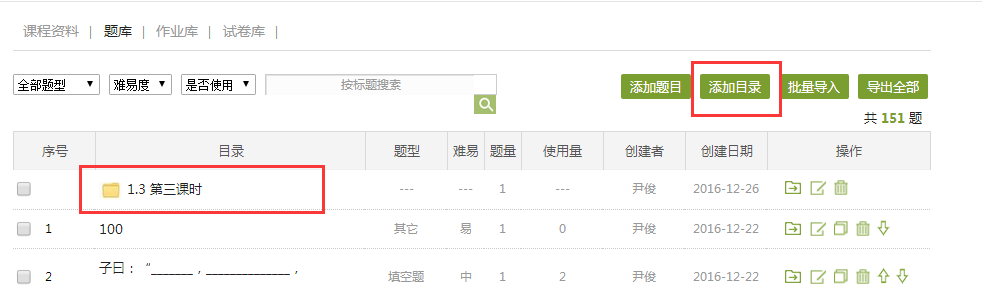 课程资料 | 题库 | 作业库 | 试卷库 |
全部题型 难易度 是否使用 按标题搜索 添加题目 添加目录 批量导入 导出全部
共 151 题
序号 目录 题型 难易 题量 使用量 创建者 创建日期 操作
1.3 第三课时 --- --- 1 --- 尹俊 2016-12-26
1 100 其它 易 1 0 尹俊 2016-12-22
2 子曰：“_______，______________， 填空题 中 1 2 尹俊 2016-12-22